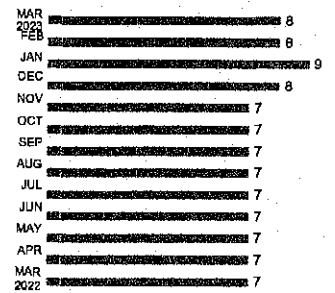 MAR
2023 8
FEB 8
JAN 9
DEC 8
NOV 7
OCT 7
SEP 7
AUG 7
JUL 7
JUN 7
MAY 7
APR 7
MAR
2022 7